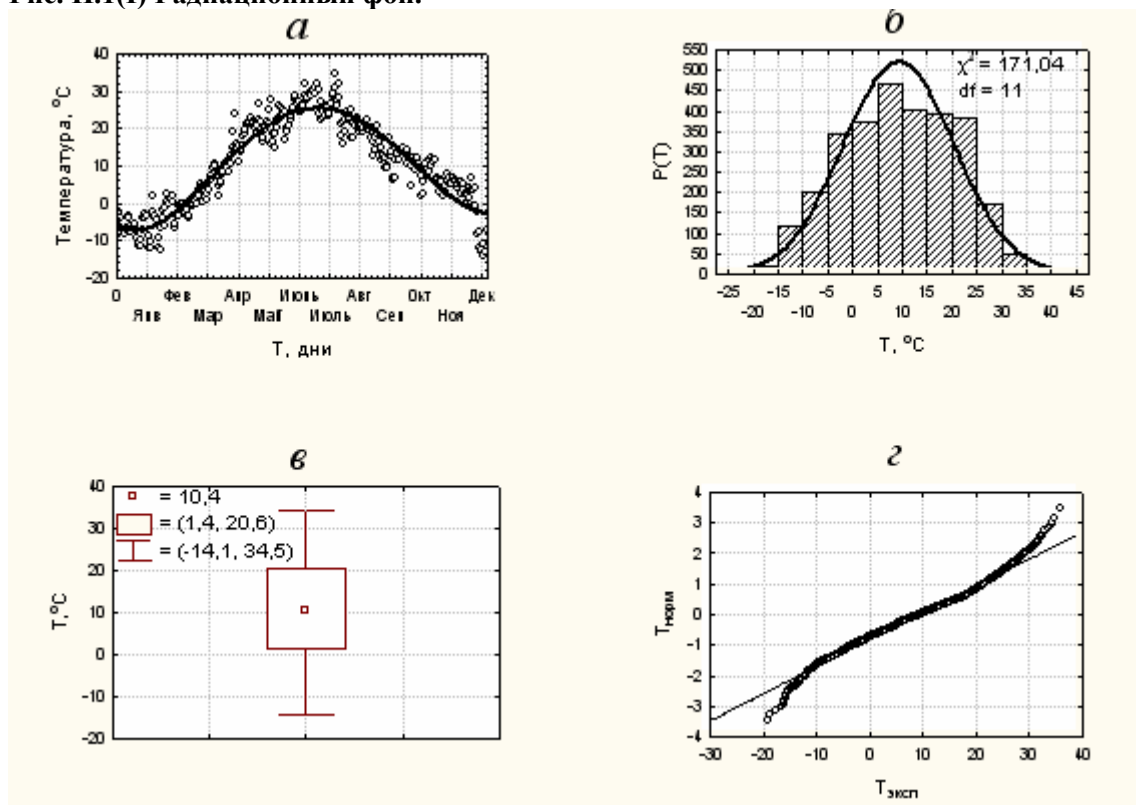 Рис. П.1(I) Радиационный фон.
а
40
30
20
10
0
-10
-20
Температура, °С
0 Фев Апр Июнь Авг Окт Дек
Янв Мар Май Июль Сен Ноя
Т, дни
б
550
500
450
400
350
300
250
200
150
100
50
0
P(T)
χ² = 171,04
df = 11
-25 -15 -5 5 15 25 35 45
-20 -10 0 10 20 30 40
Т, °С
в
40
30
20
10
0
-10
-20
Т,°С
= 10,4
= (1,4, 20,6)
= (-14,1, 34,5)
г
4
3
2
1
0
-1
-2
-3
-4
Тнорм
-30 -20 -10 0 10 20 30 40
Тэксп